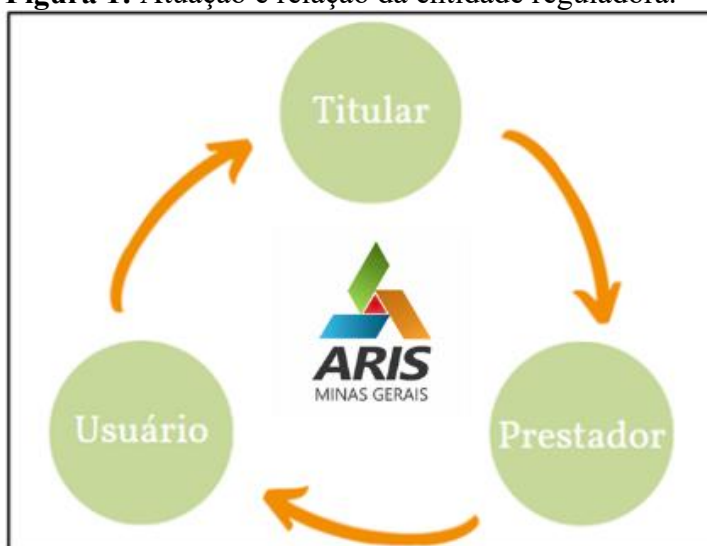 Figura 1: Atuação e relação da entidade reguladora.
Titular
ARIS
MINAS GERAIS
Usuário
Prestador